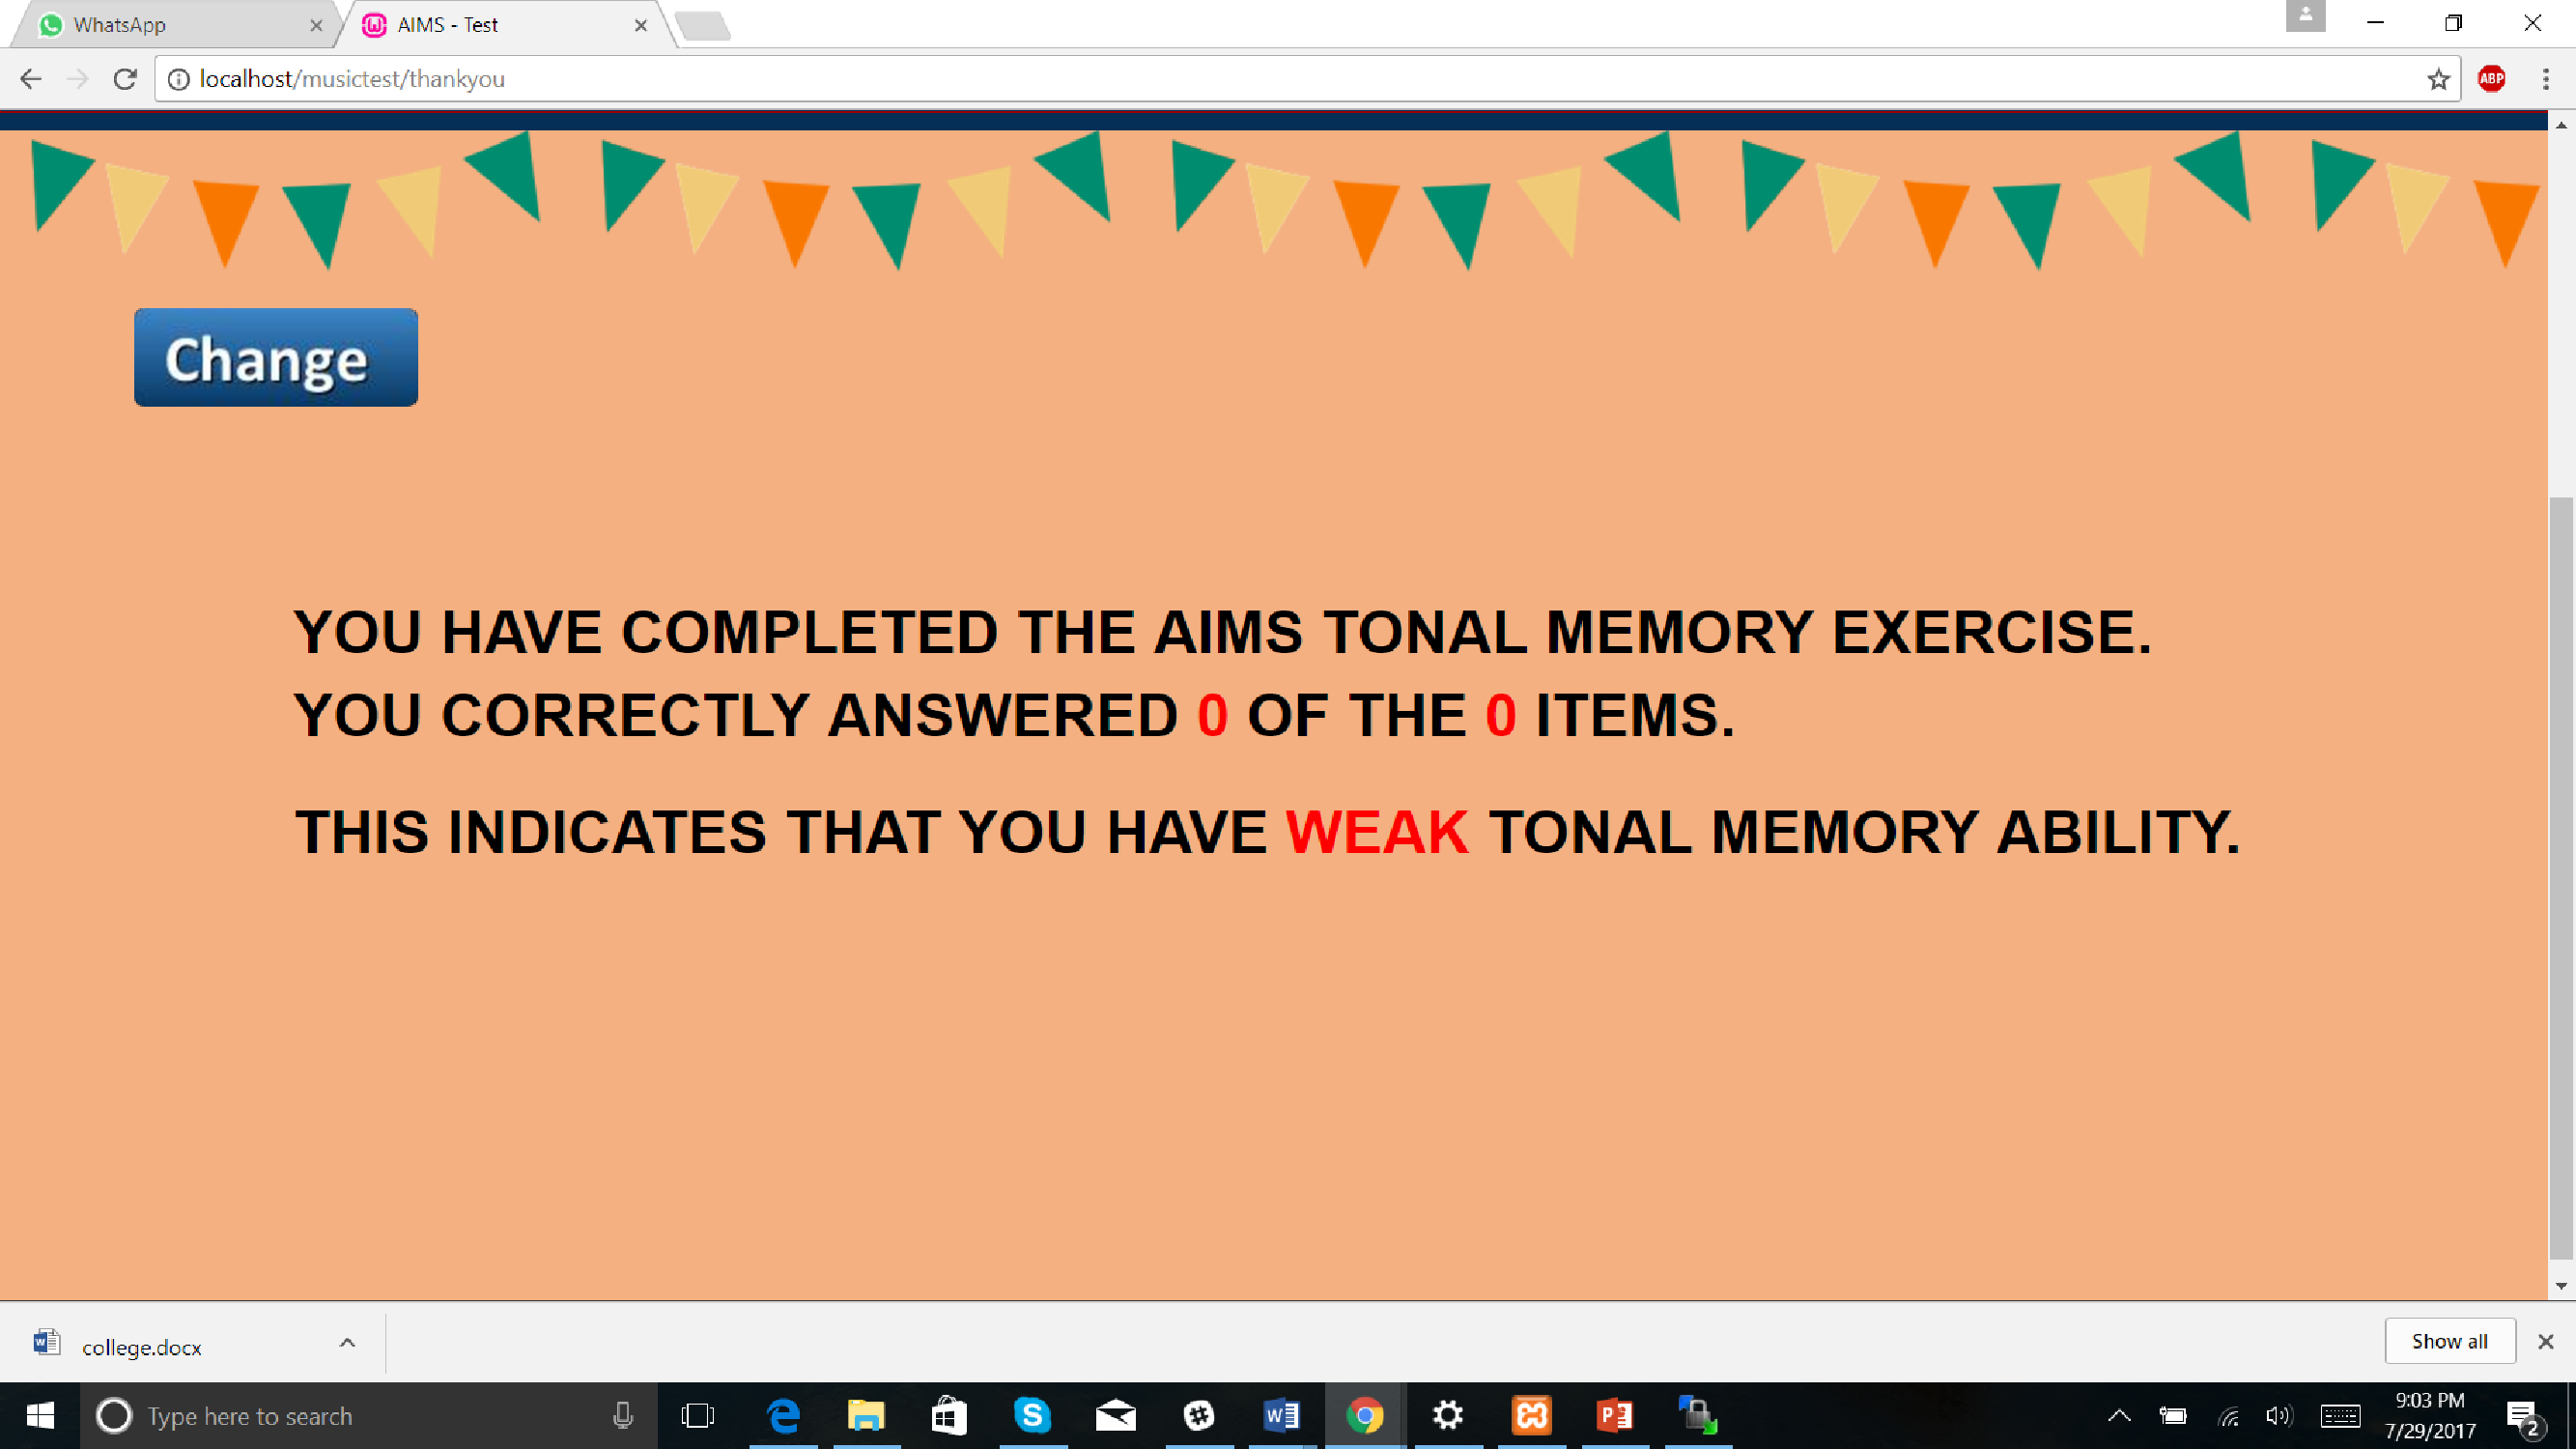 WhatsApp
AIMS - Test
localhost/musictest/thankyou
ABP
Change
YOU HAVE COMPLETED THE AIMS TONAL MEMORY EXERCISE.
YOU CORRECTLY ANSWERED 0 OF THE 0 ITEMS.
THIS INDICATES THAT YOU HAVE WEAK TONAL MEMORY ABILITY.
college.docx
Show all
Type here to search
9:03 PM
7/29/2017
2